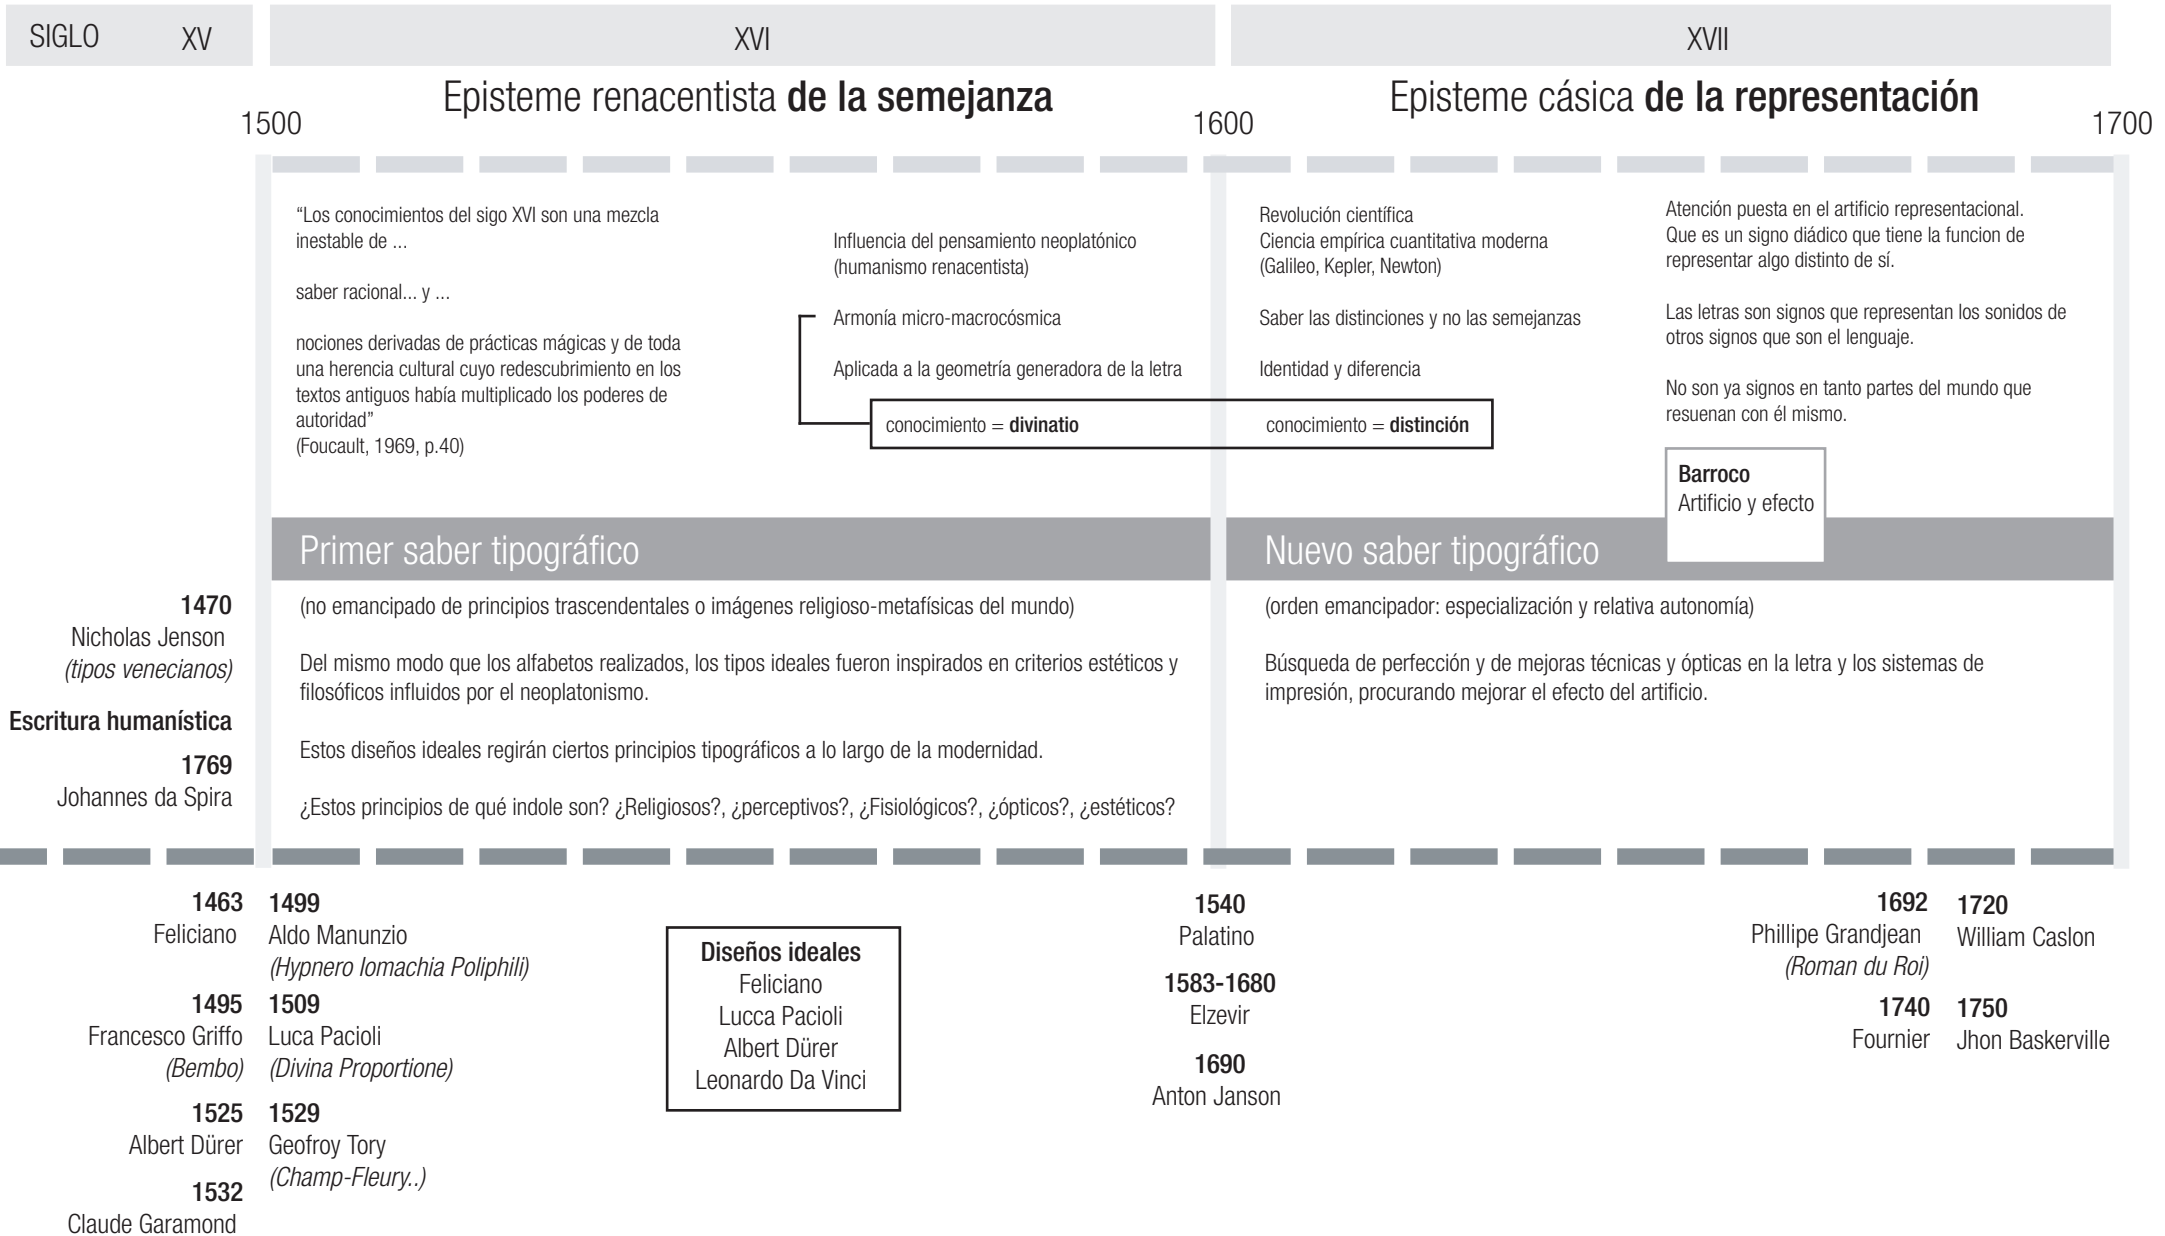 SIGLO XV
XVI
XVII
Episteme renacentista de la semejanza
Episteme cásica de la representación
1500
1600
1700
“Los conocimientos del sigo XVI son una mezcla
inestable de ...
saber racional... y ...
nociones derivadas de prácticas mágicas y de toda
una herencia cultural cuyo redescubrimiento en los
textos antiguos había multiplicado los poderes de
autoridad”
(Foucault, 1969, p.40)
Influencia del pensamiento neoplatónico
(humanismo renacentista)
Armonía micro-macrocósmica
Aplicada a la geometría generadora de la letra
conocimiento = divinatio
Revolución científica
Ciencia empírica cuantitativa moderna
(Galileo, Kepler, Newton)
Saber las distinciones y no las semejanzas
Identidad y diferencia
conocimiento = distinción
Atención puesta en el artificio representacional.
Que es un signo diádico que tiene la funcion de
representar algo distinto de sí.
Las letras son signos que representan los sonidos de
otros signos que son el lenguaje.
No son ya signos en tanto partes del mundo que
resuenan con él mismo.
Barroco
Artificio y efecto
Primer saber tipográfico
(no emancipado de principios trascendentales o imágenes religioso-metafísicas del mundo)
Del mismo modo que los alfabetos realizados, los tipos ideales fueron inspirados en criterios estéticos y
filosóficos influidos por el neoplatonismo.
Estos diseños ideales regirán ciertos principios tipográficos a lo largo de la modernidad.
¿Estos principios de qué indole son? ¿Religiosos?, ¿perceptivos?, ¿Fisiológicos?, ¿ópticos?, ¿estéticos?
Nuevo saber tipográfico
(orden emancipador: especialización y relativa autonomía)
Búsqueda de perfección y de mejoras técnicas y ópticas en la letra y los sistemas de
impresión, procurando mejorar el efecto del artificio.
1470
Nicholas Jenson
(tipos venecianos)
Escritura humanística
1769
Johannes da Spira
1463
Feliciano
1495
Francesco Griffo
(Bembo)
1525
Albert Dürer
1532
Claude Garamond
1499
Aldo Manunzio
(Hypnero lomachia Poliphili)
1509
Luca Pacioli
(Divina Proportione)
1529
Geofroy Tory
(Champ-Fleury..)
Diseños ideales
Feliciano
Lucca Pacioli
Albert Dürer
Leonardo Da Vinci
1540
Palatino
1583-1680
Elzevir
1690
Anton Janson
1692
Phillipe Grandjean
(Roman du Roi)
1740
Fournier
1720
William Caslon
1750
Jhon Baskerville